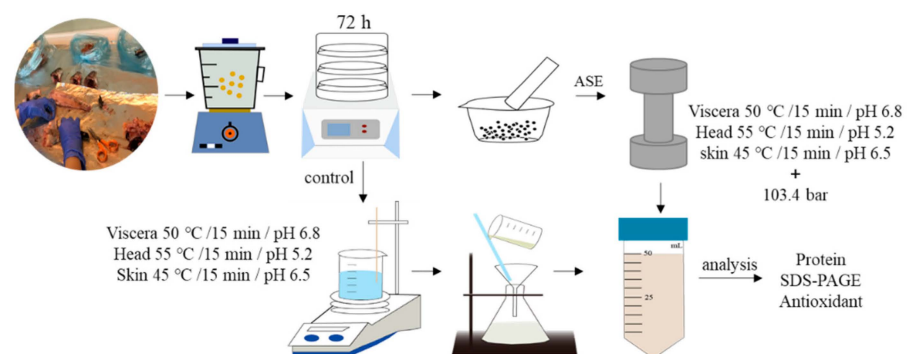 72 h
ASE
Viscera 50 °C /15 min / pH 6.8
Head 55 °C /15 min / pH 5.2
skin 45 °C /15 min / pH 6.5
+
103.4 bar
control
Viscera 50 °C /15 min / pH 6.8
Head 55 °C /15 min / pH 5.2
Skin 45 °C /15 min / pH 6.5
mL
50
25
analysis
Protein
SDS-PAGE
Antioxidant